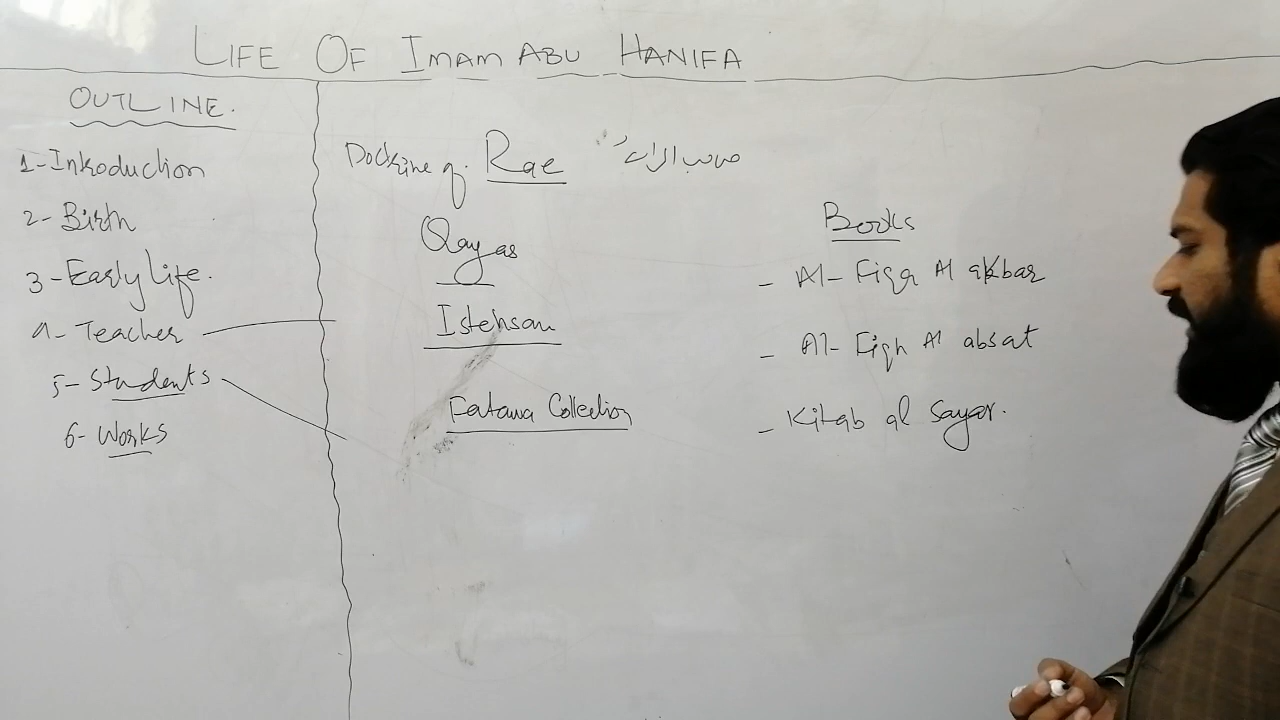 LIFE OF IMAM ABU HANIFA
OUTLINE.
1-Introduction
2- Birth
3-Early life.
4- Teacher
5- Students
6- Works
Doctrine of. Rae صاحب الرائے
Qayas
Istehsan
Fatawa Collection
Books
- Al- Fiqa Al akbar
- Al- Fiqh Al absat
- Kitab al Sayar.